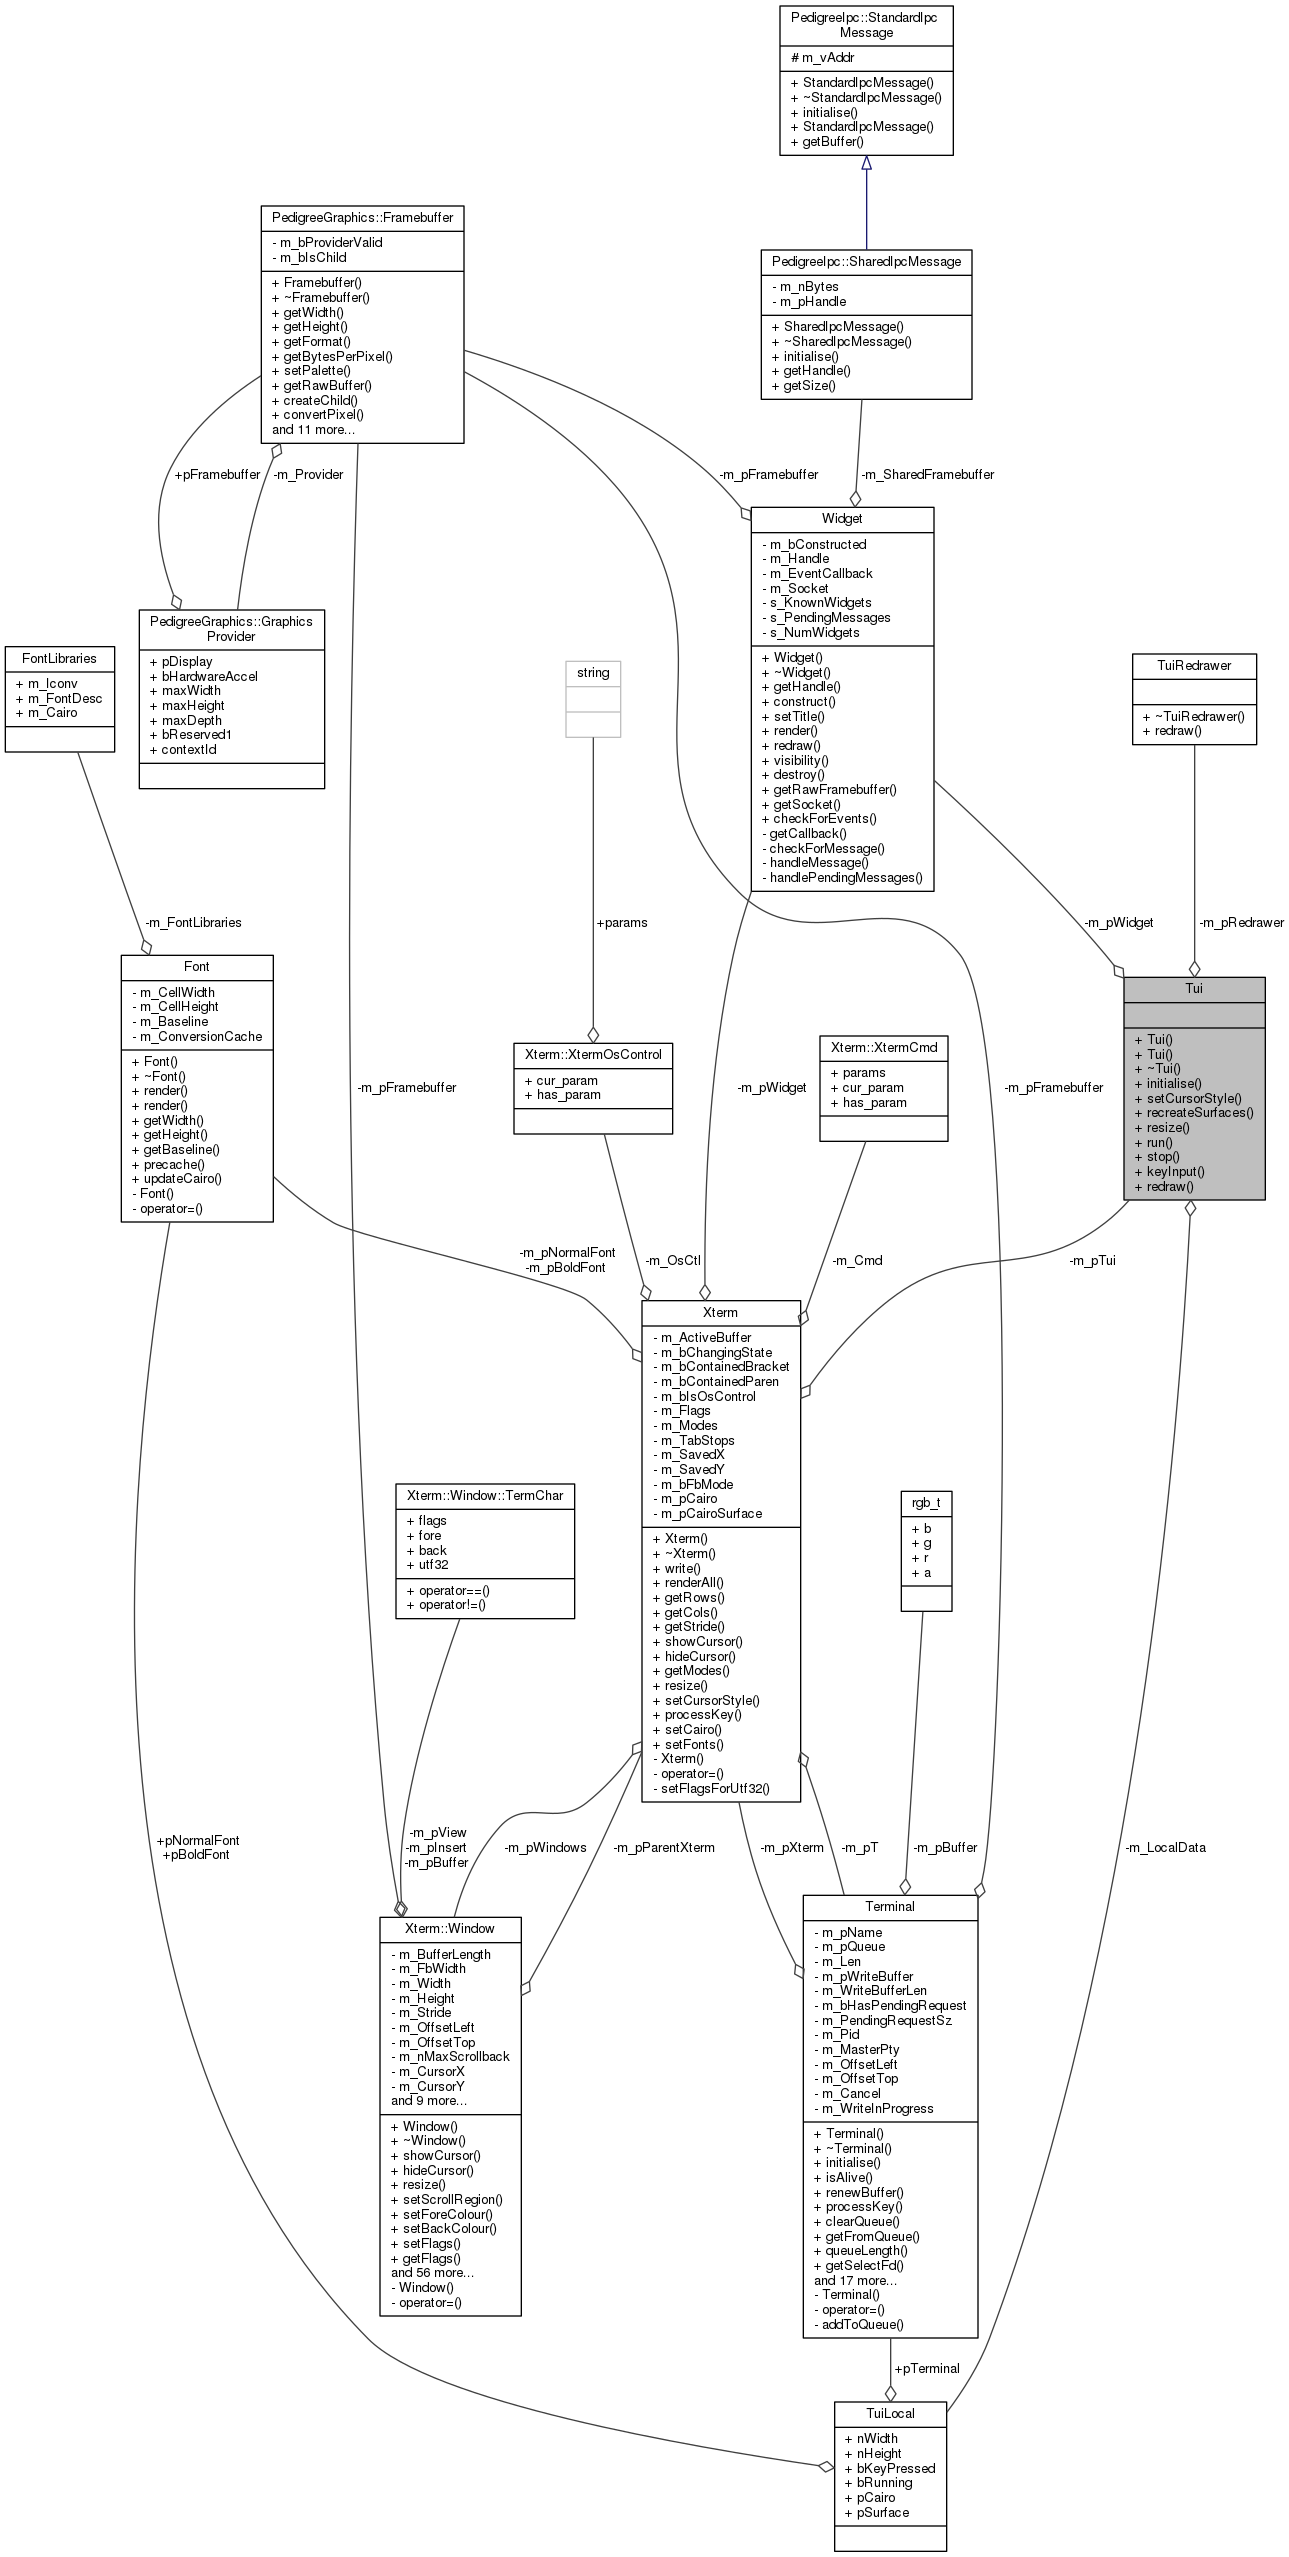 PedigreeIpc::StandardIpc
Message
# m_vAddr
+ StandardIpcMessage()
+ ~StandardIpcMessage()
+ initialise()
+ StandardIpcMessage()
+ getBuffer()
PedigreeGraphics::Framebuffer
- m_bProviderValid
- m_bIsChild
+ Framebuffer()
+ ~Framebuffer()
+ getWidth()
+ getHeight()
+ getFormat()
+ getBytesPerPixel()
+ setPalette()
+ getRawBuffer()
+ createChild()
+ convertPixel()
and 11 more...
PedigreeIpc::SharedIpcMessage
- m_nBytes
- m_pHandle
+ SharedIpcMessage()
+ ~SharedIpcMessage()
+ initialise()
+ getHandle()
+ getSize()
+pFramebuffer
-m_Provider
-m_pFramebuffer
-m_SharedFramebuffer
Widget
- m_bConstructed
- m_Handle
- m_EventCallback
- m_Socket
- s_KnownWidgets
- s_PendingMessages
- s_NumWidgets
+ Widget()
+ ~Widget()
+ getHandle()
+ construct()
+ setTitle()
+ render()
+ redraw()
+ visibility()
+ destroy()
+ getRawFramebuffer()
+ getSocket()
+ checkForEvents()
- getCallback()
- checkForMessage()
- handleMessage()
- handlePendingMessages()
PedigreeGraphics::Graphics
Provider
+ pDisplay
+ bHardwareAccel
+ maxWidth
+ maxHeight
+ maxDepth
+ bReserved1
+ contextId
FontLibraries
+ m_Iconv
+ m_FontDesc
+ m_Cairo
string
TuiRedrawer
+ ~TuiRedrawer()
+ redraw()
-m_FontLibraries
+params
-m_pWidget
-m_pRedrawer
Font
- m_CellWidth
- m_CellHeight
- m_Baseline
- m_ConversionCache
+ Font()
+ ~Font()
+ render()
+ render()
+ getWidth()
+ getHeight()
+ getBaseline()
+ precache()
+ updateCairo()
- Font()
- operator=()
Tui
+ Tui()
+ Tui()
+ ~Tui()
+ initialise()
+ setCursorStyle()
+ recreateSurfaces()
+ resize()
+ run()
+ stop()
+ keyInput()
+ redraw()
Xterm::XtermOsControl
+ cur_param
+ has_param
Xterm::XtermCmd
+ params
+ cur_param
+ has_param
-m_pFramebuffer
-m_pWidget
-m_pFramebuffer
-m_pNormalFont
-m_pBoldFont
-m_OsCtl
-m_Cmd
-m_pTui
Xterm
- m_ActiveBuffer
- m_bChangingState
- m_bContainedBracket
- m_bContainedParen
- m_bIsOsControl
- m_Flags
- m_Modes
- m_TabStops
- m_SavedX
- m_SavedY
- m_bFbMode
- m_pCairo
- m_pCairoSurface
+ Xterm()
+ ~Xterm()
+ write()
+ renderAll()
+ getRows()
+ getCols()
+ getStride()
+ showCursor()
+ hideCursor()
+ getModes()
+ resize()
+ setCursorStyle()
+ processKey()
+ setCairo()
+ setFonts()
- Xterm()
- operator=()
- setFlagsForUtf32()
Xterm::Window::TermChar
+ flags
+ fore
+ back
+ utf32
+ operator==()
+ operator!=()
rgb_t
+ b
+ g
+ r
+ a
+pNormalFont
+pBoldFont
-m_pView
-m_pInsert
-m_pBuffer
-m_pWindows
-m_pParentXterm
-m_pXterm
-m_pT
-m_pBuffer
-m_LocalData
Xterm::Window
- m_BufferLength
- m_FbWidth
- m_Width
- m_Height
- m_Stride
- m_OffsetLeft
- m_OffsetTop
- m_nMaxScrollback
- m_CursorX
- m_CursorY
and 9 more...
+ Window()
+ ~Window()
+ showCursor()
+ hideCursor()
+ resize()
+ setScrollRegion()
+ setForeColour()
+ setBackColour()
+ setFlags()
+ getFlags()
and 56 more...
- Window()
- operator=()
Terminal
- m_pName
- m_pQueue
- m_Len
- m_pWriteBuffer
- m_WriteBufferLen
- m_bHasPendingRequest
- m_PendingRequestSz
- m_Pid
- m_MasterPty
- m_OffsetLeft
- m_OffsetTop
- m_Cancel
- m_WriteInProgress
+ Terminal()
+ ~Terminal()
+ initialise()
+ isAlive()
+ renewBuffer()
+ processKey()
+ clearQueue()
+ getFromQueue()
+ queueLength()
+ getSelectFd()
and 17 more...
- Terminal()
- operator=()
- addToQueue()
+pTerminal
TuiLocal
+ nWidth
+ nHeight
+ bKeyPressed
+ bRunning
+ pCairo
+ pSurface